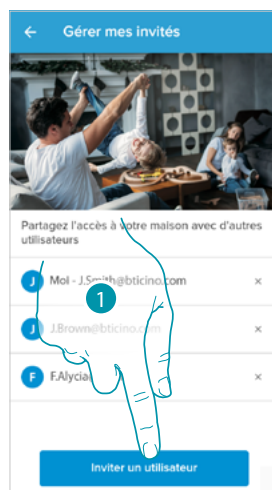 Gérer mes invités
Partagez l'accès à votre maison avec d'autres
utilisateurs
J Moi - J.Smith@bticino.com ×
1
J J.Brown@bticino.com ×
F F.Alycia ×
Inviter un utilisateur